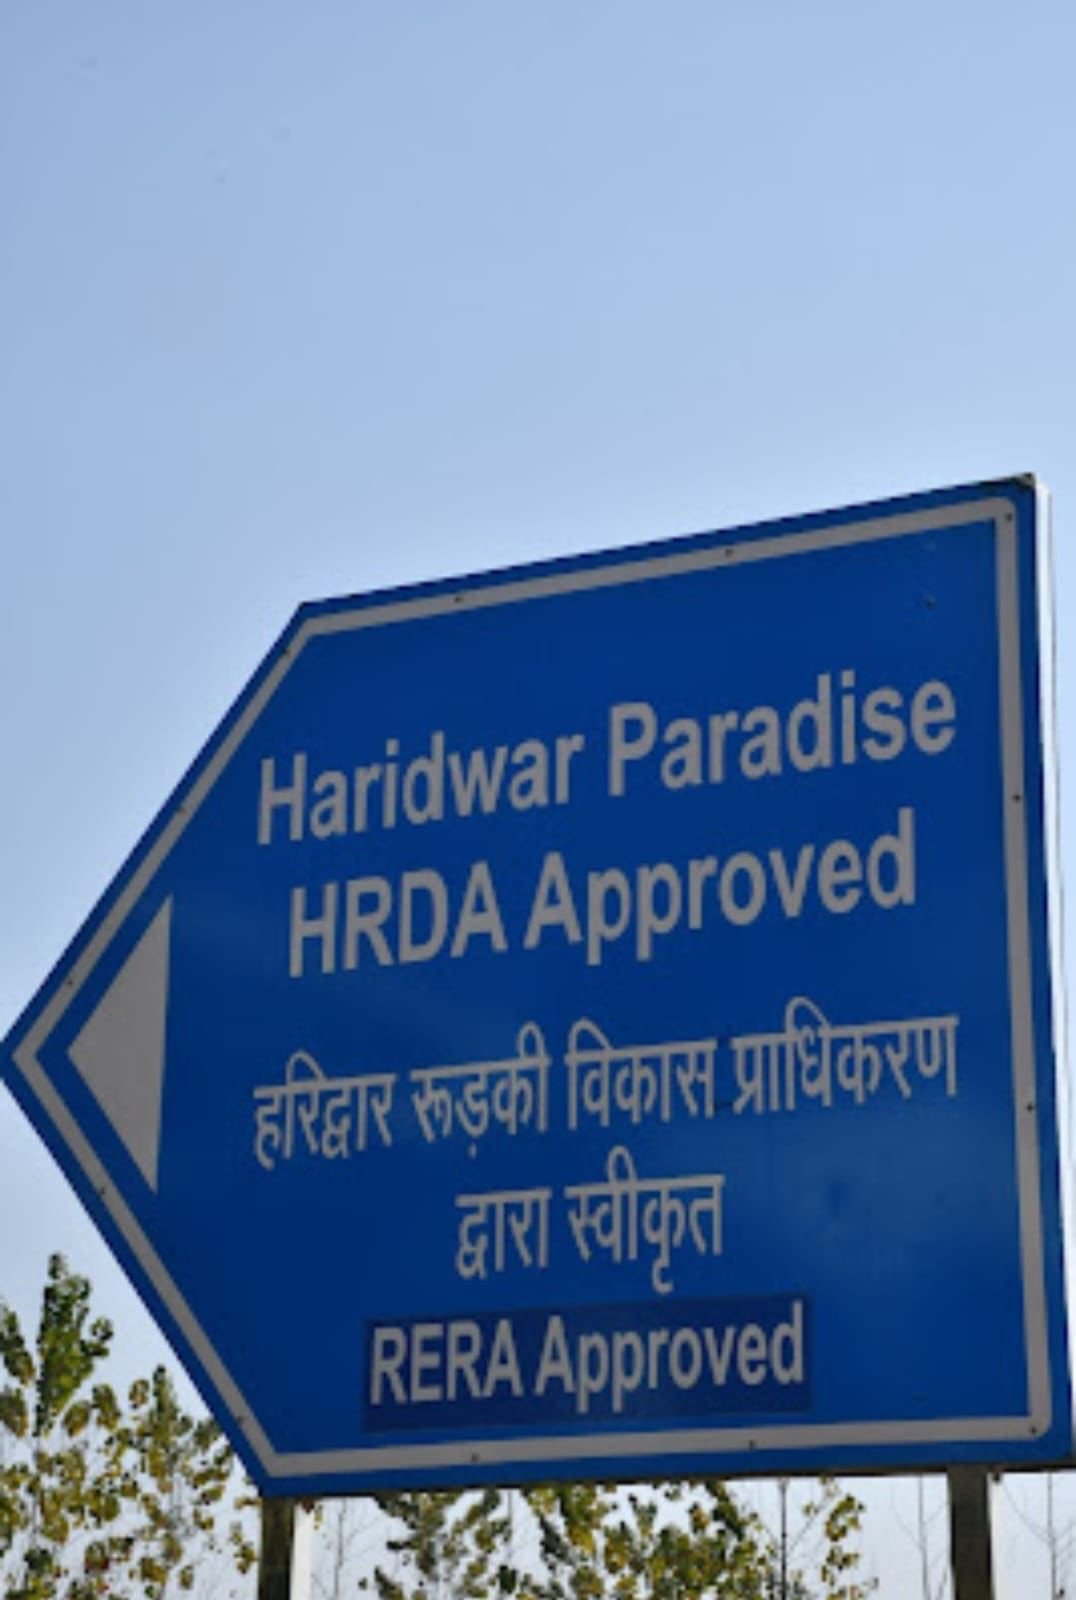 Haridwar Paradise
HRDA Approved
हरिद्वार रूड़की विकास प्राधिकरण
द्वारा स्वीकृत
RERA Approved